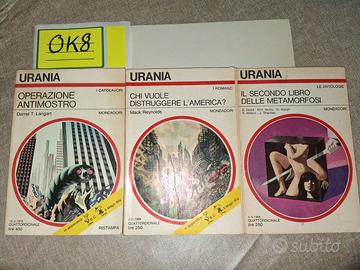 OK8
URANIA
I CAPOLAVORI
OPERAZIONE
ANTIMOSTRO
Darrel T. Langart
MONDADORI
QUATTORDICINALE
lire 400
RISTAMPA
URANIA
I ROMANZI
CHI VUOLE
DISTRUGGERE L'AMERICA?
Mack Reynolds
MONDADORI
QUATTORDICINALE
lire 250
URANIA
LE ANTOLOGIE
IL SECONDO LIBRO
DELLE METAMORFOSI
MONDADORI
QUATTORDICINALE
lire 250
subito